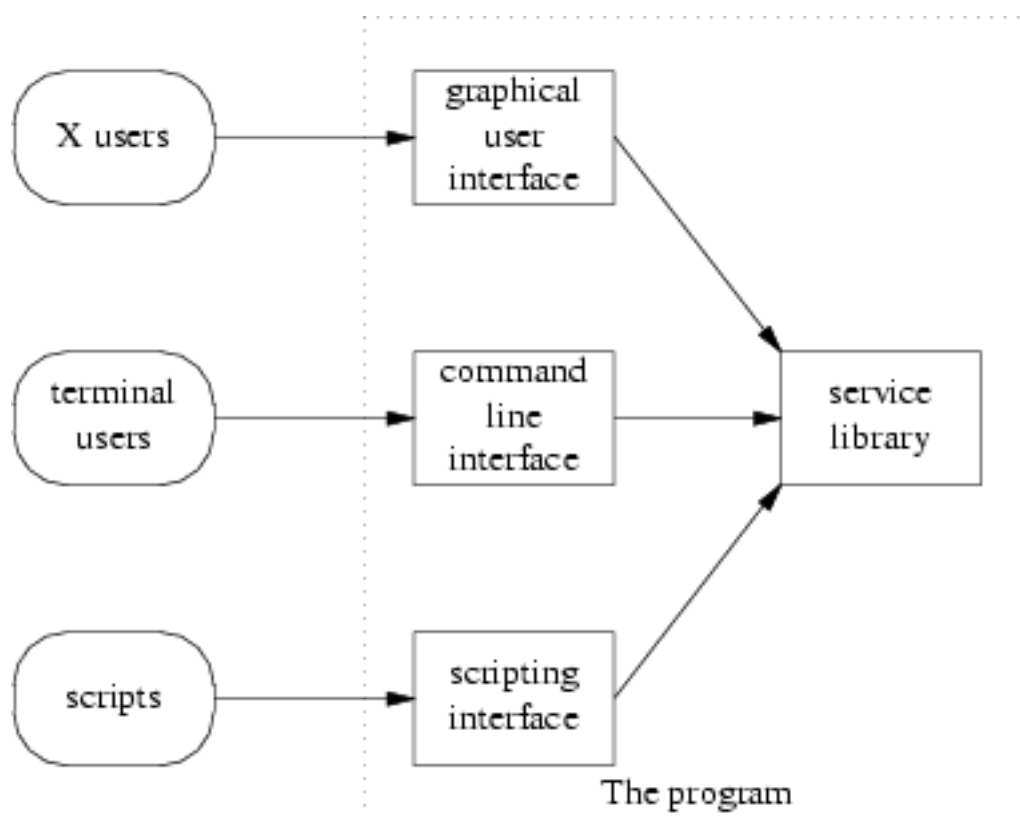 X users
graphical
user
interface
terminal
users
command
line
interface
service
library
scripts
scripting
interface
The program